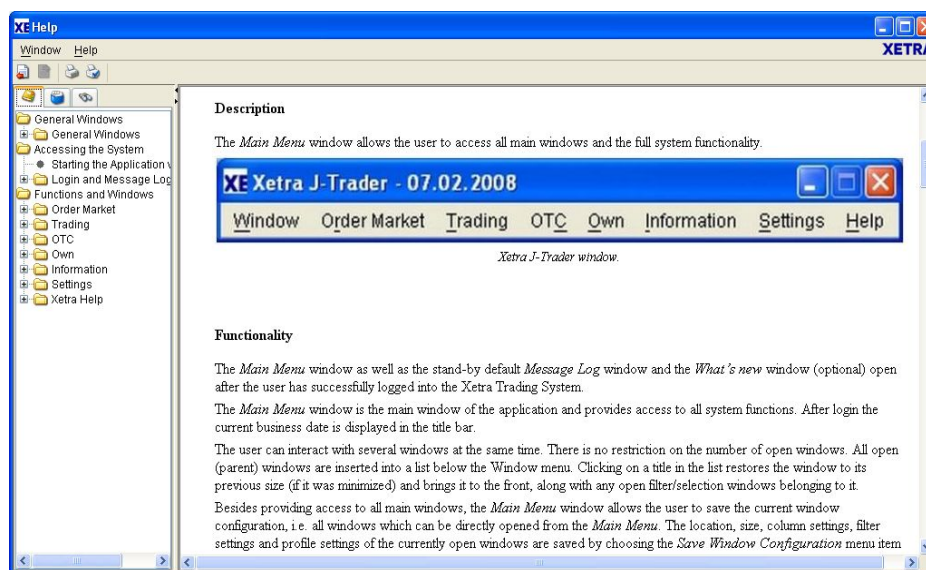 XE Help
Window Help
XETRA
General Windows
General Windows
Accessing the System
Starting the Application
Login and Message Log
Functions and Windows
Order Market
Trading
OTC
Own
Information
Settings
Xetra Help
Description
The Main Menu window allows the user to access all main windows and the full system functionality.
XE Xetra J-Trader - 07.02.2008
Window Order Market Trading OTC Own Information Settings Help
Xetra J-Trader window.
Functionality
The Main Menu window as well as the stand-by default Message Log window and the What's new window (optional) open
after the user has successfully logged into the Xetra Trading System.
The Main Menu window is the main window of the application and provides access to all system functions. After login the
current business date is displayed in the title bar.
The user can interact with several windows at the same time. There is no restriction on the number of open windows. All open
(parent) windows are inserted into a list below the Window menu. Clicking on a title in the list restores the window to its
previous size (if it was minimized) and brings it to the front, along with any open filter/selection windows belonging to it.
Besides providing access to all main windows, the Main Menu window allows the user to save the current window
configuration, i.e. all windows which can be directly opened from the Main Menu. The location, size, column settings, filter
settings and profile settings of the currently open windows are saved by choosing the Save Window Configuration menu item